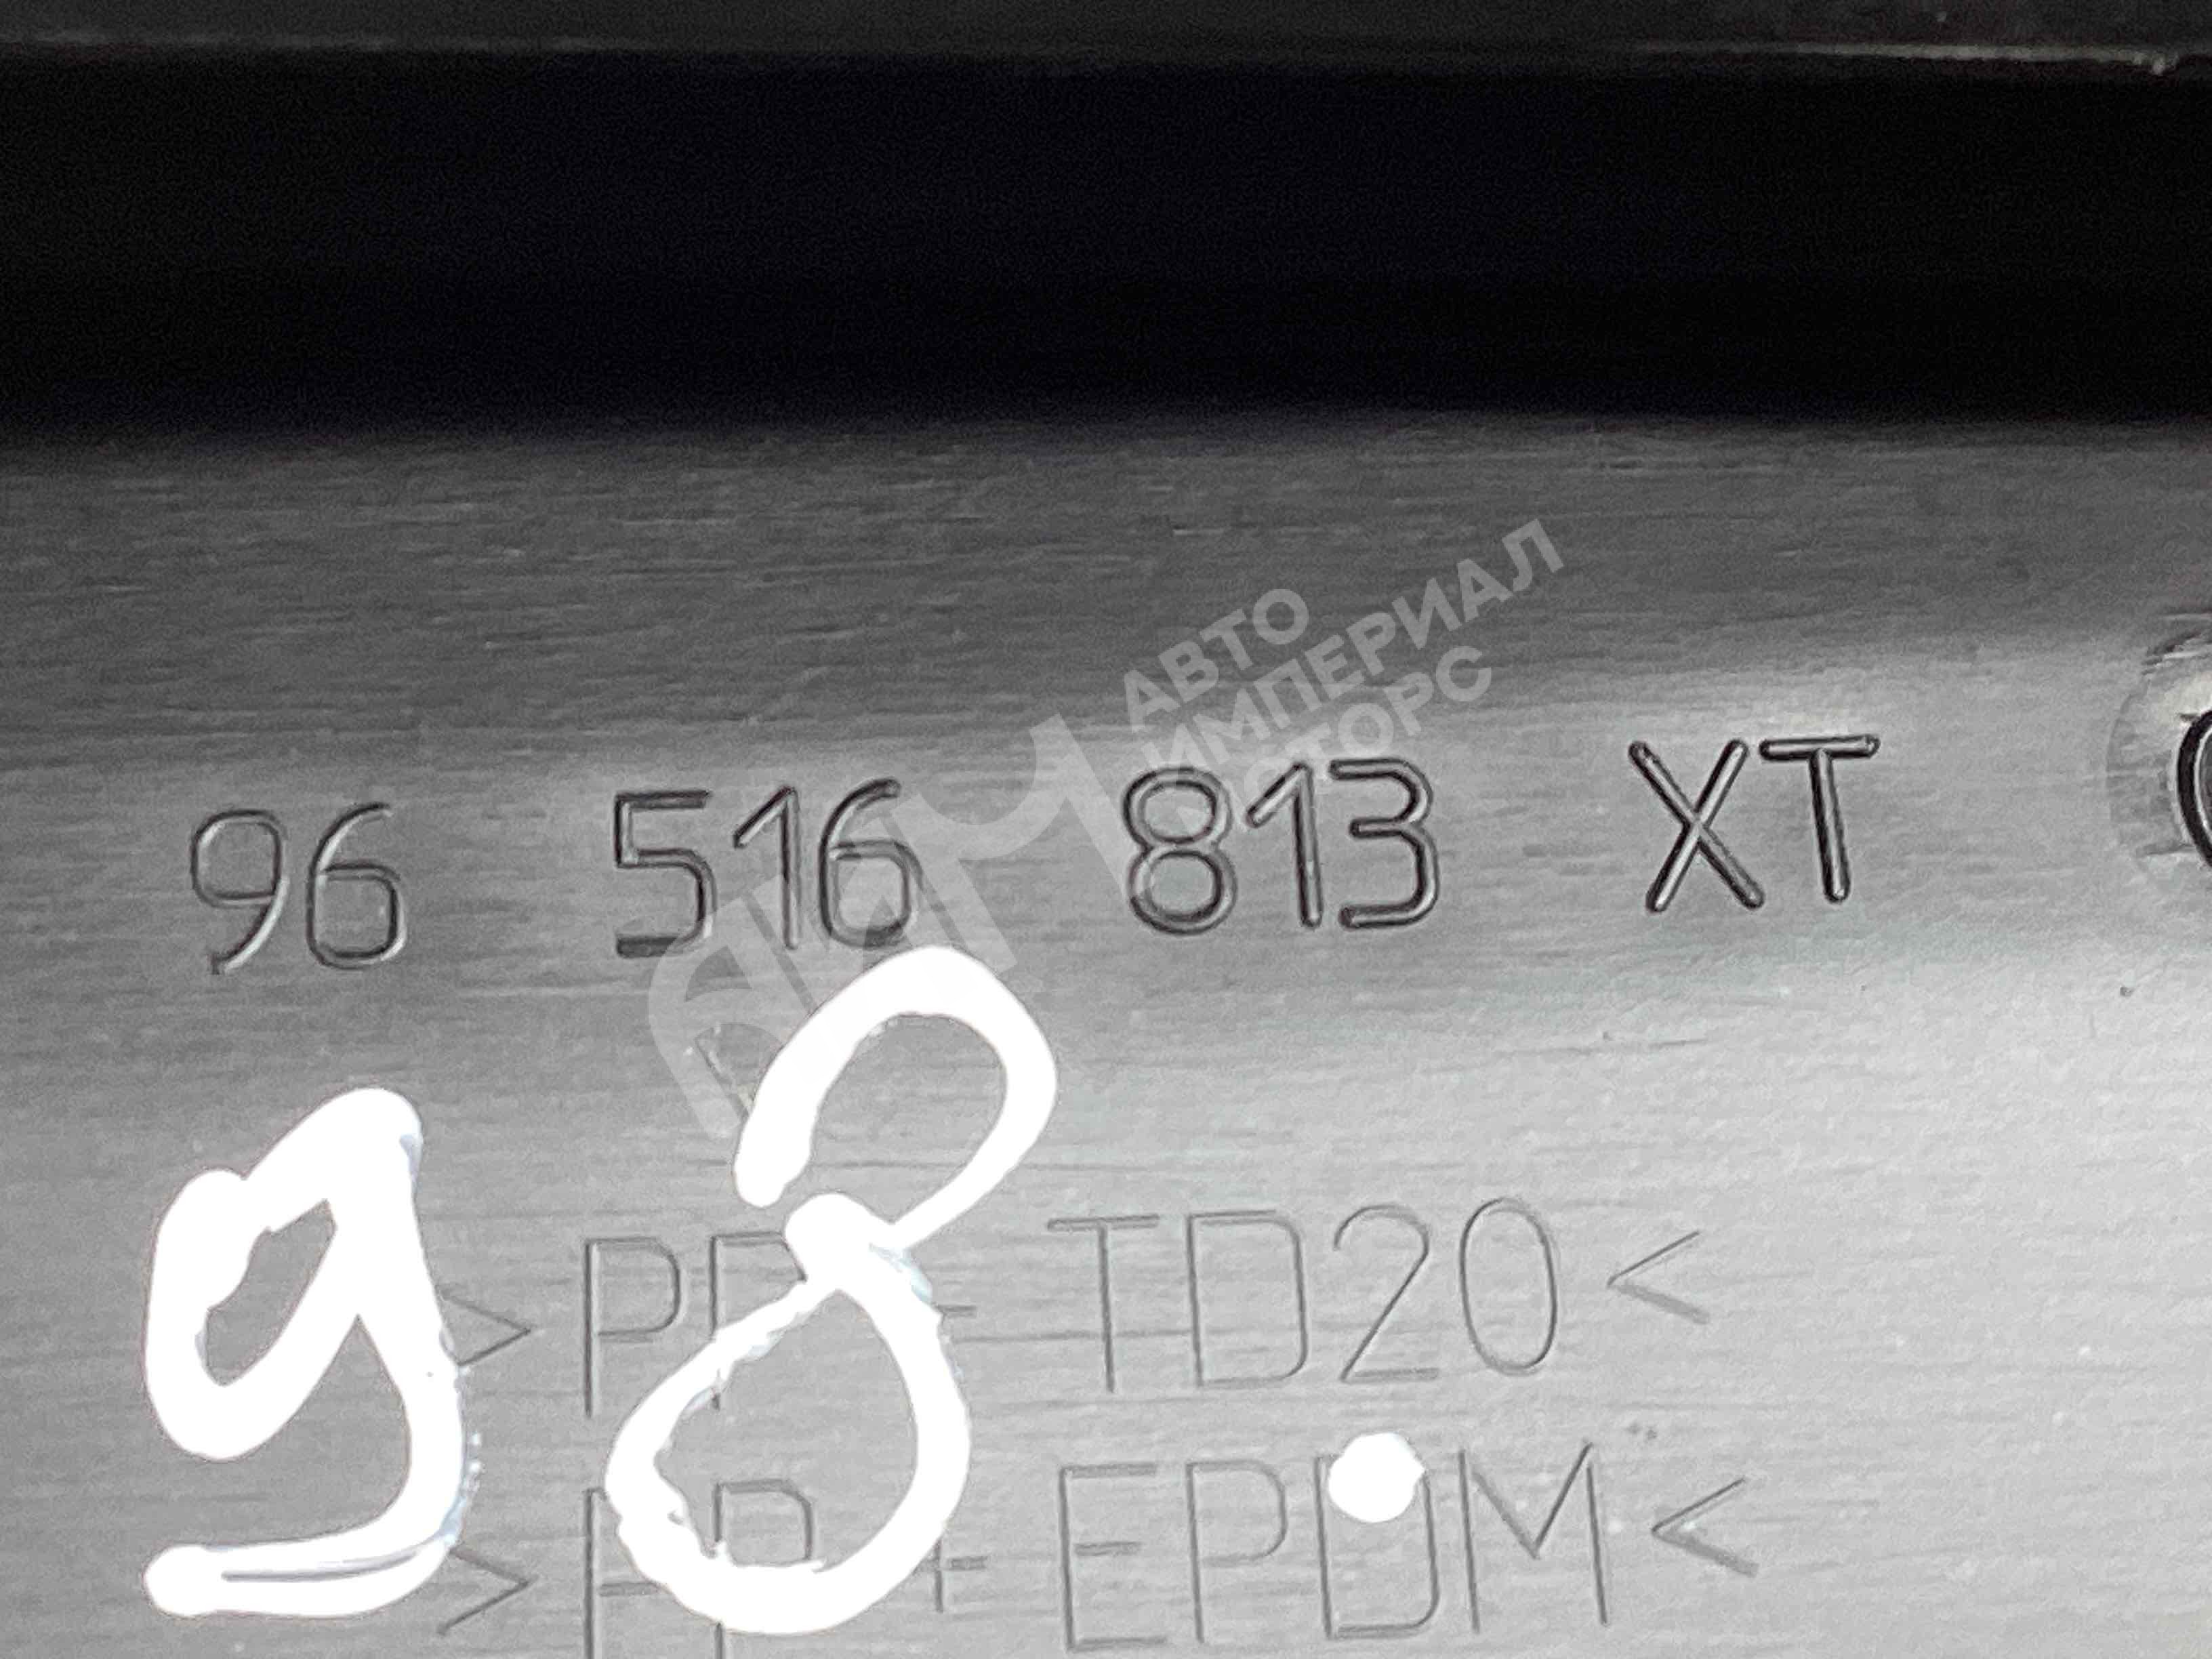 АВТО
ИМПЕРИАЛ
МОТОРС
96 516 813 XT
98
>PP-TD20<
>PP+EPDM<